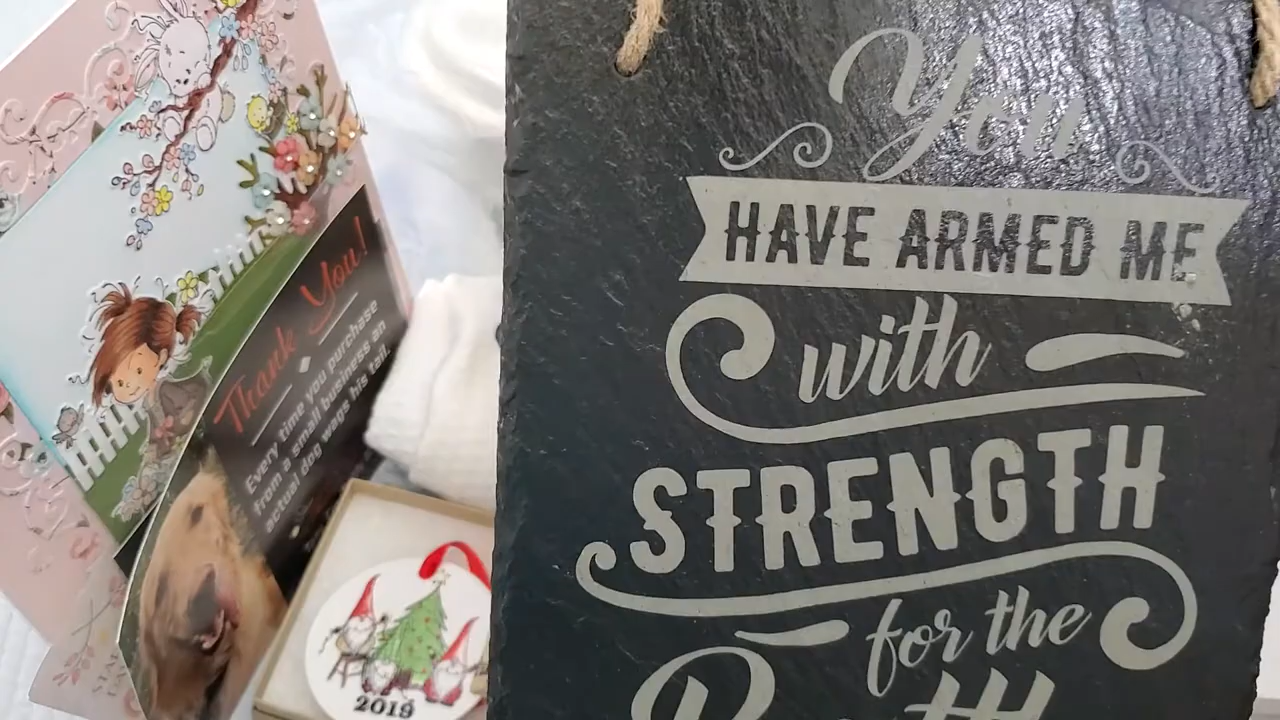 You
HAVE ARMED ME
with
STRENGTH
for the
Thank You!
Every time you purchase
from a small business an
actual dog wags his tail.
2019